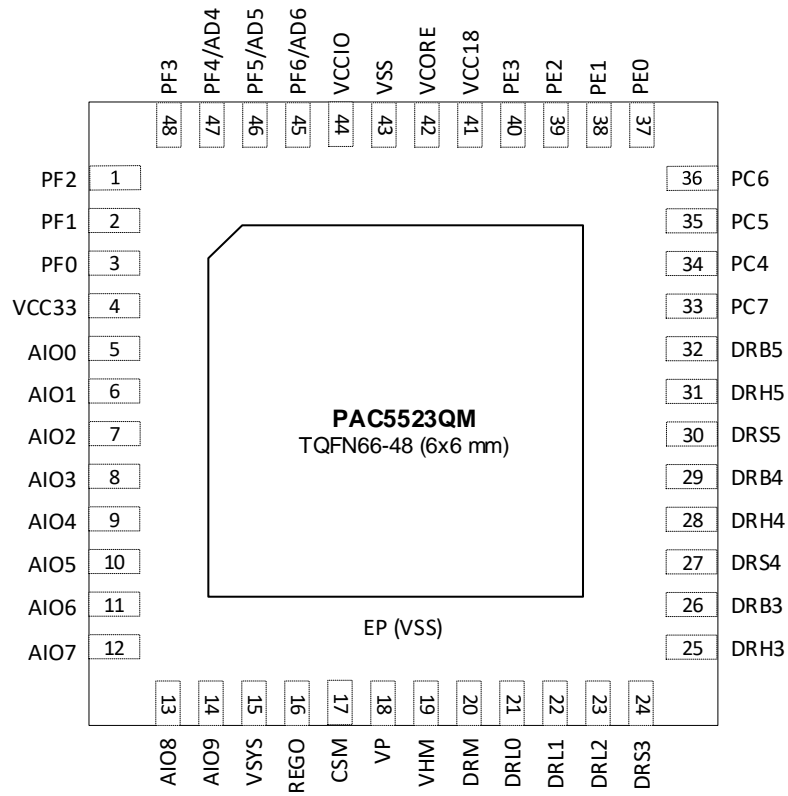 PF3
PF4/AD4
PF5/AD5
PF6/AD6
VCCIO
VSS
VCORE
VCC18
PE3
PE2
PE1
PE0
48
47
46
45
44
43
42
41
40
39
38
37
PF2 1
PF1 2
PF0 3
VCC33 4
AIO0 5
AIO1 6
AIO2 7
AIO3 8
AIO4 9
AIO5 10
AIO6 11
AIO7 12
PAC5523QM
TQFN66-48 (6x6 mm)
EP (VSS)
36 PC6
35 PC5
34 PC4
33 PC7
32 DRB5
31 DRH5
30 DRS5
29 DRB4
28 DRH4
27 DRS4
26 DRB3
25 DRH3
13
14
15
16
17
18
19
20
21
22
23
24
AIO8
AIO9
VSYS
REGO
CSM
VP
VHM
DRM
DRL0
DRL1
DRL2
DRS3